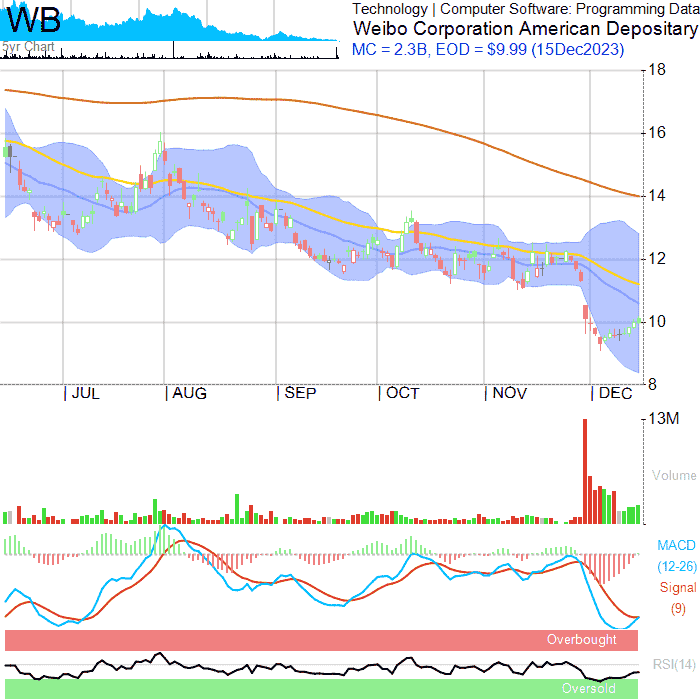 WB
5yr Chart
Technology | Computer Software: Programming Data
Weibo Corporation American Depositary
MC = 2.3B, EOD = $9.99 (15Dec2023)
18
16
14
12
10
8
JUL
AUG
SEP
OCT
NOV
DEC
13M
Volume
MACD
(12-26)
Signal
(9)
Overbought
RSI(14)
Oversold